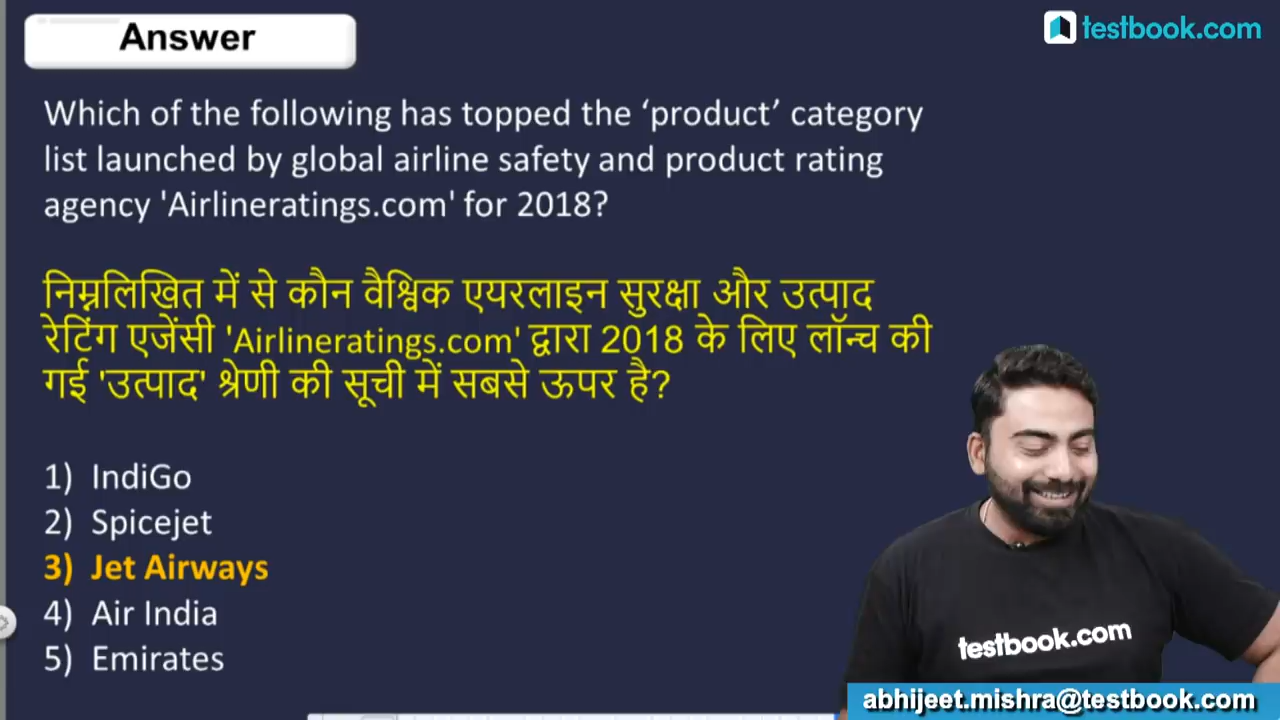 Answer
testbook.com
Which of the following has topped the ‘product’ category
list launched by global airline safety and product rating
agency 'Airlineratings.com' for 2018?
निम्नलिखित में से कौन वैश्विक एयरलाइन सुरक्षा और उत्पाद
रेटिंग एजेंसी 'Airlineratings.com' द्वारा 2018 के लिए लॉन्च की
गई 'उत्पाद' श्रेणी की सूची में सबसे ऊपर है?
1) IndiGo
2) Spicejet
3) Jet Airways
4) Air India
5) Emirates
testbook.com
abhijeet.mishra@testbook.com